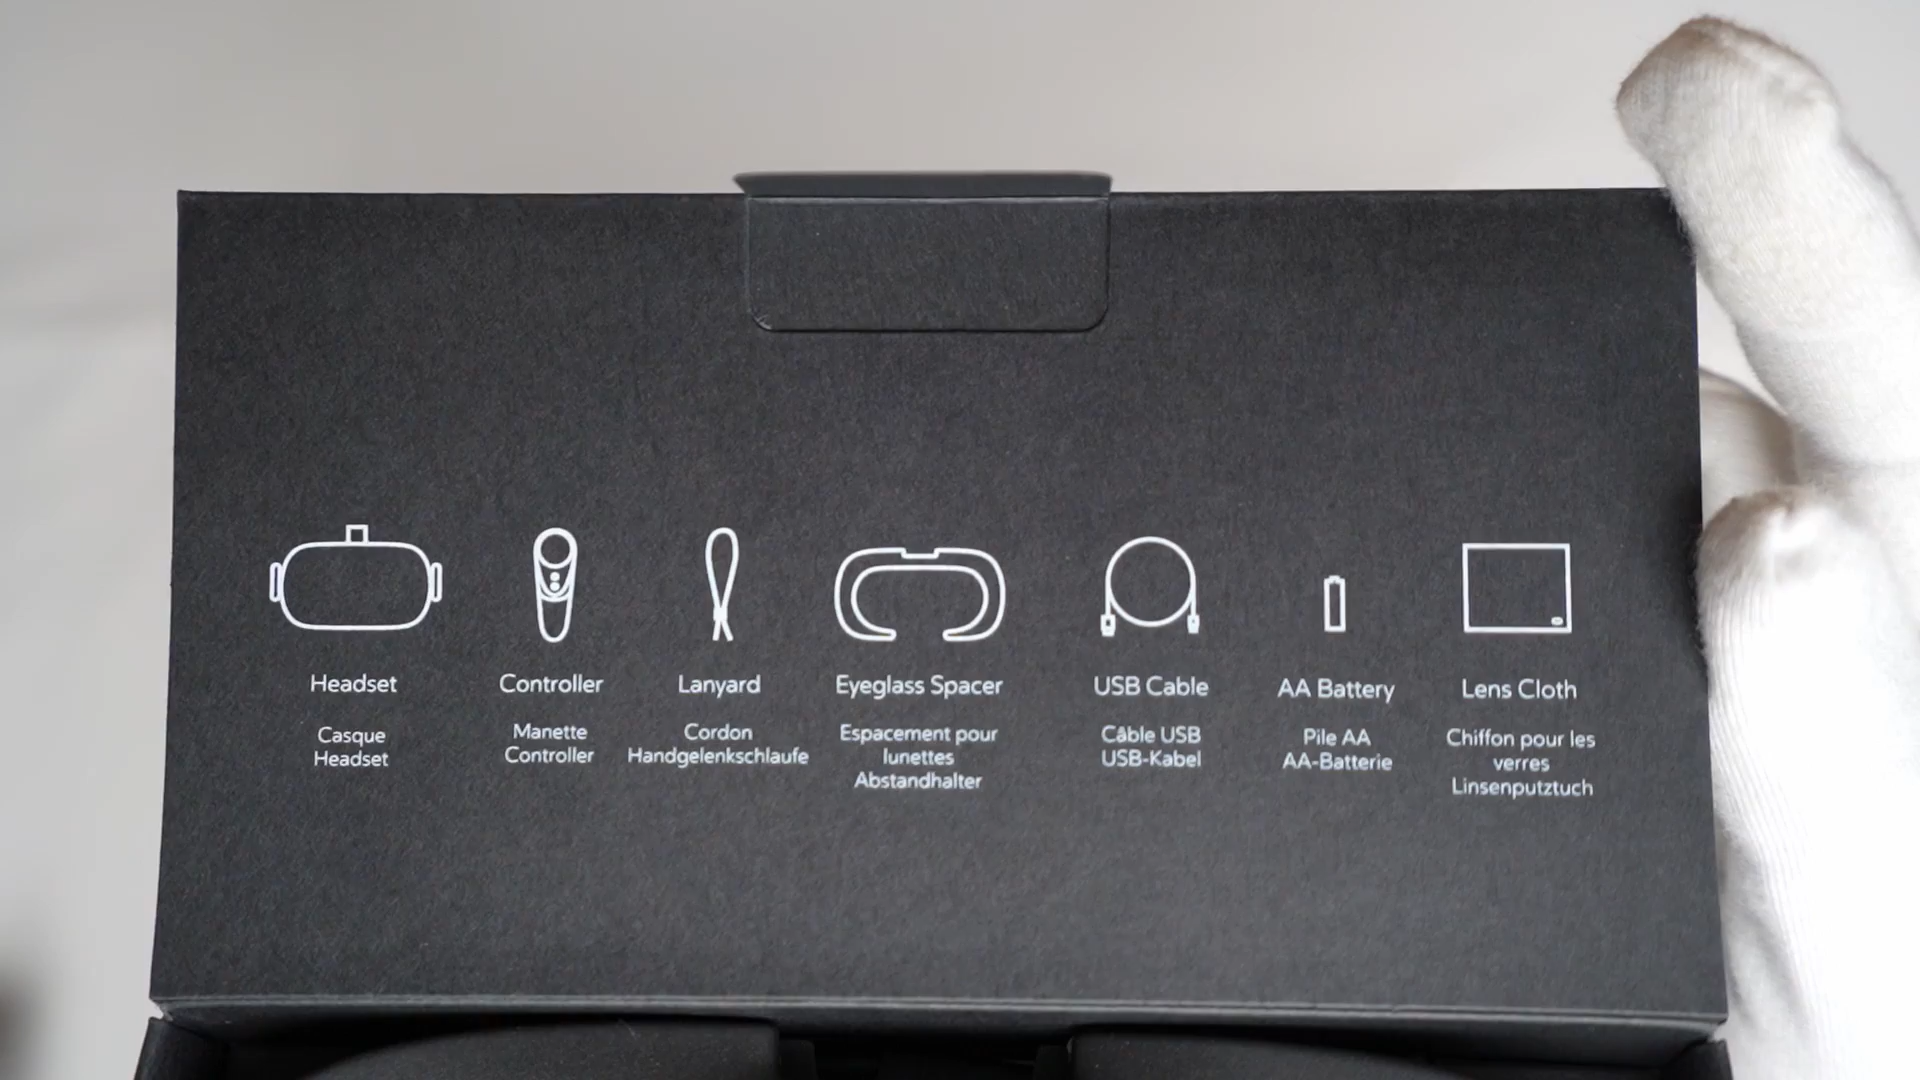 Headset
Casque
Headset
Controller
Manette
Controller
Lanyard
Cordon
Handgelenkschlaufe
Eyeglass Spacer
Espacement pour
lunettes
Abstandhalter
USB Cable
Câble USB
USB-Kabel
AA Battery
Pile AA
AA-Batterie
Lens Cloth
Chiffon pour les
verres
Linsenputztuch